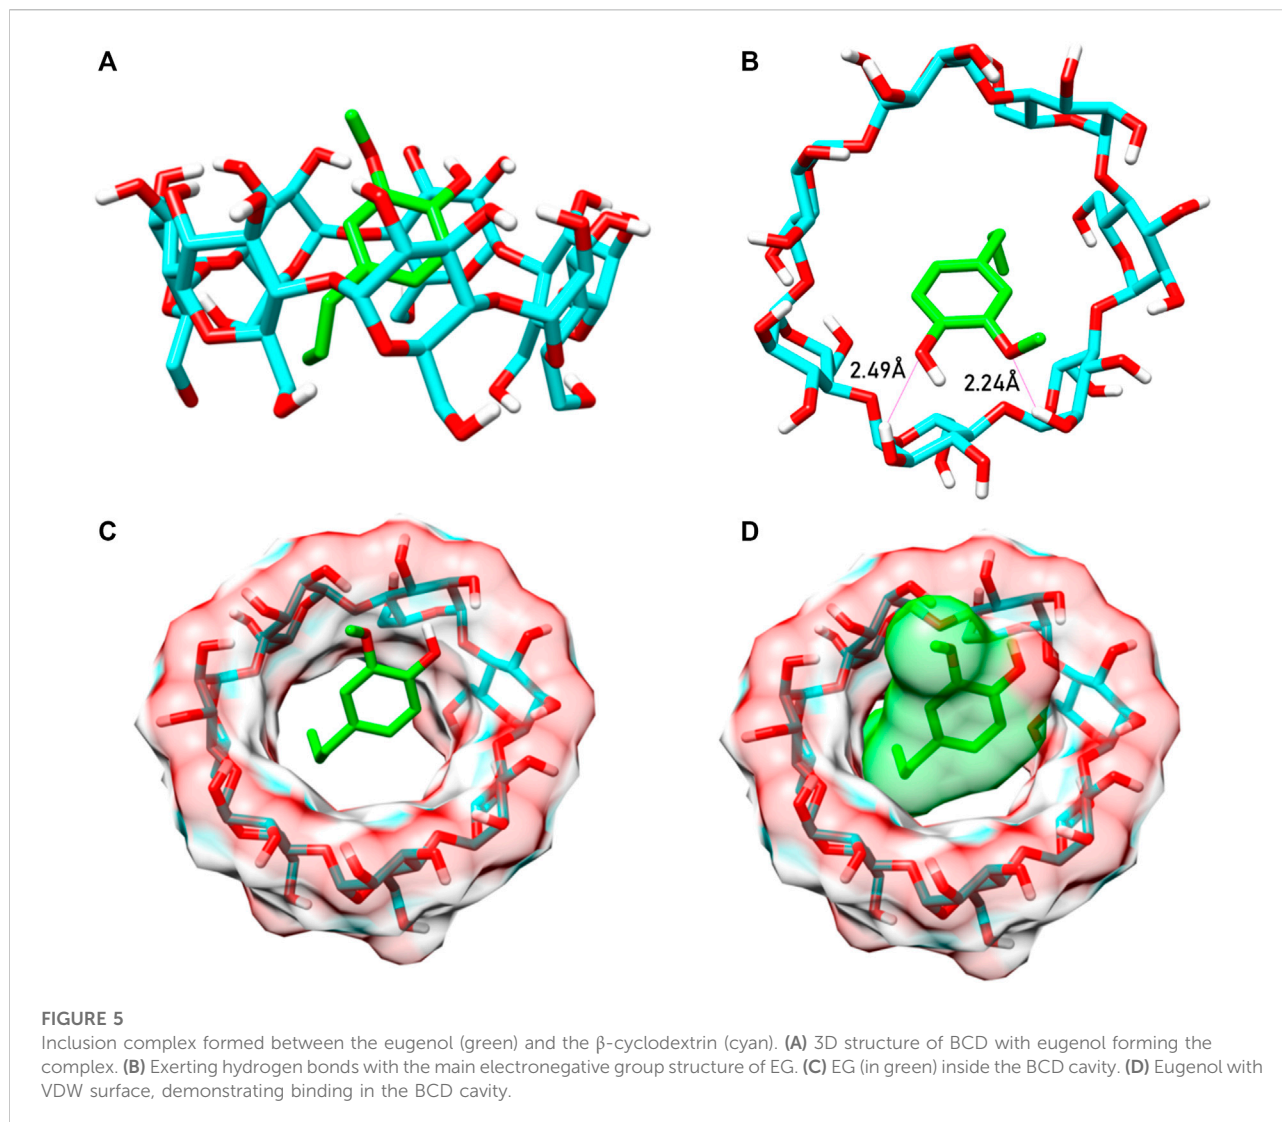 A
B
2.49Å
2.24Å
C
D
FIGURE 5
Inclusion complex formed between the eugenol (green) and the β-cyclodextrin (cyan). (A) 3D structure of BCD with eugenol forming the
complex. (B) Exerting hydrogen bonds with the main electronegative group structure of EG. (C) EG (in green) inside the BCD cavity. (D) Eugenol with
VDW surface, demonstrating binding in the BCD cavity.